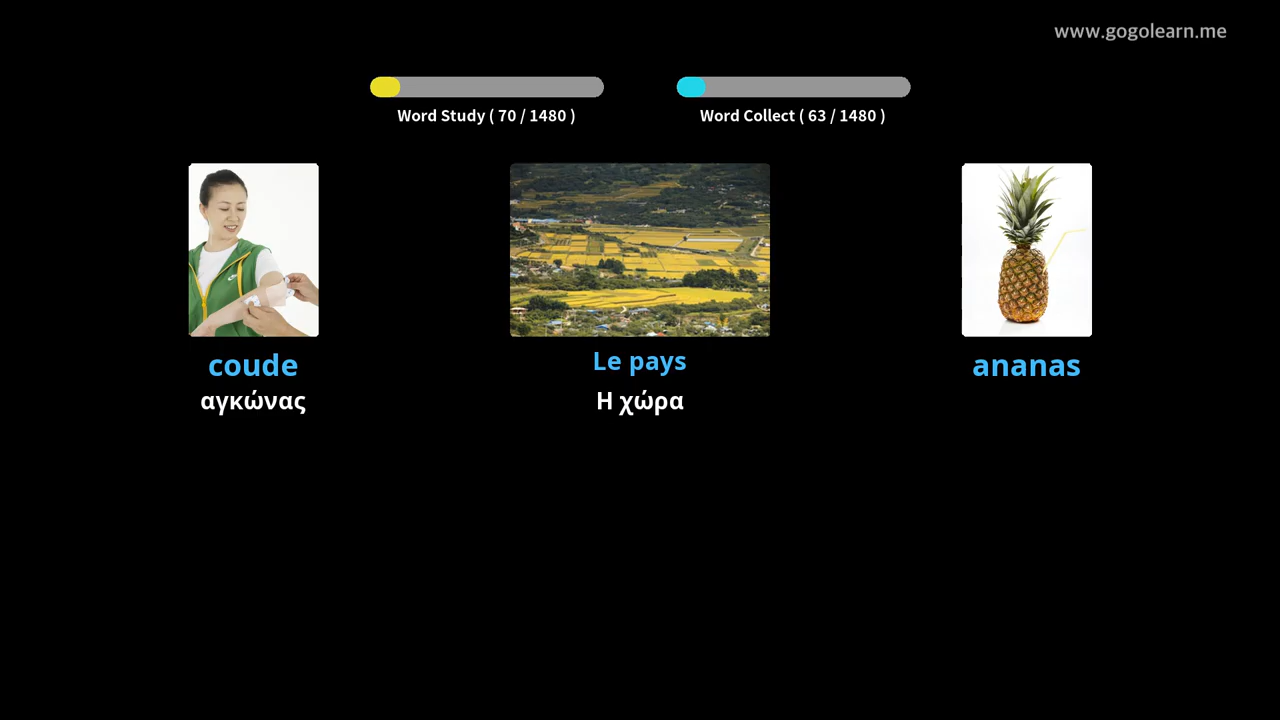 www.gogolearn.me
Word Study ( 70 / 1480 )
Word Collect ( 63 / 1480 )
coude
αγκώνας
Le pays
Η χώρα
ananas